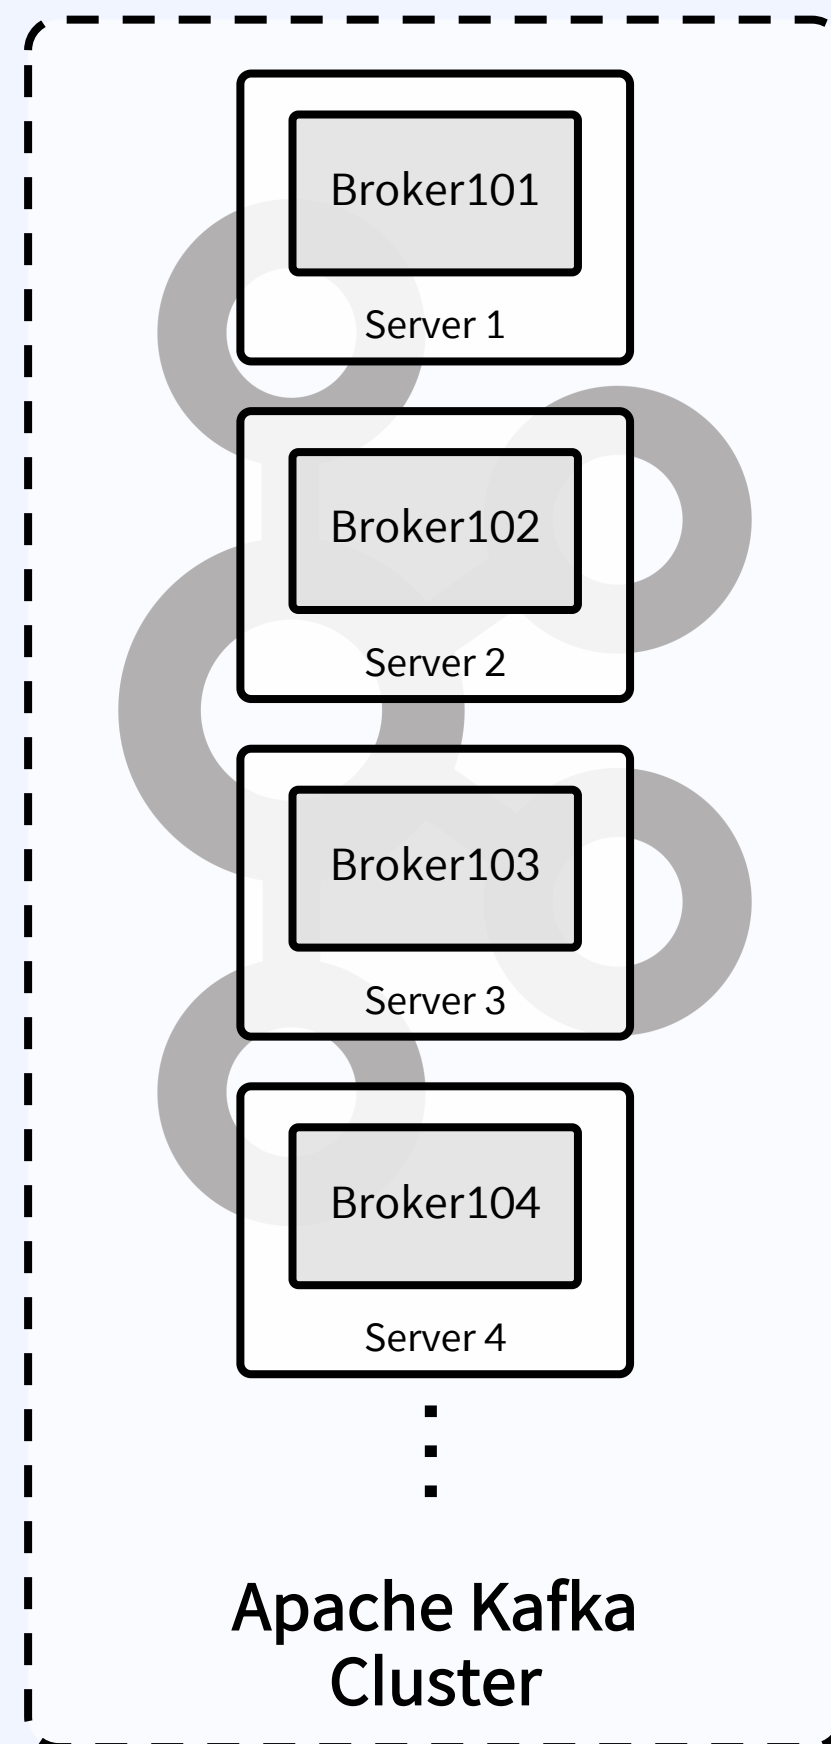 Broker101
Server 1
Broker102
Server 2
Broker103
Server 3
Broker104
Server 4
Apache Kafka
Cluster